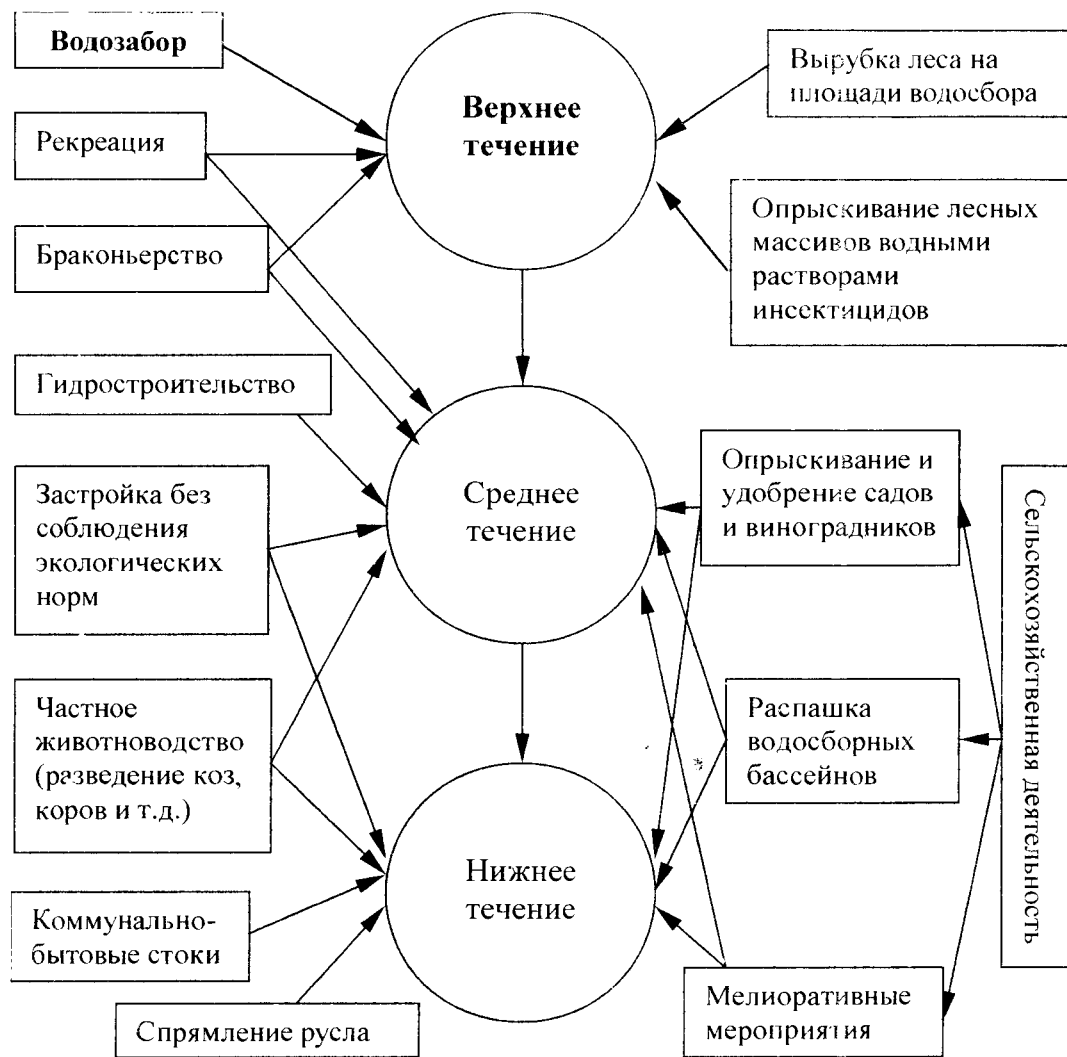 Водозабор
Рекреация
Браконьерство
Гидростроительство
Застройка без
соблюдения
экологических
норм
Частное
животноводство
(разведение коз,
коров и т.д.)
Коммунально-
бытовые стоки
Спрямление русла
Верхнее
течение
Среднее
течение
Нижнее
течение
Вырубка леса на
площади водосбора
Опрыскивание лесных
массивов водными
растворами
инсектицидов
Опрыскивание и
удобрение садов
и виноградников
Распашка
водосборных
бассейнов
Мелиоративные
мероприятия
Сельскохозяйственная деятельность